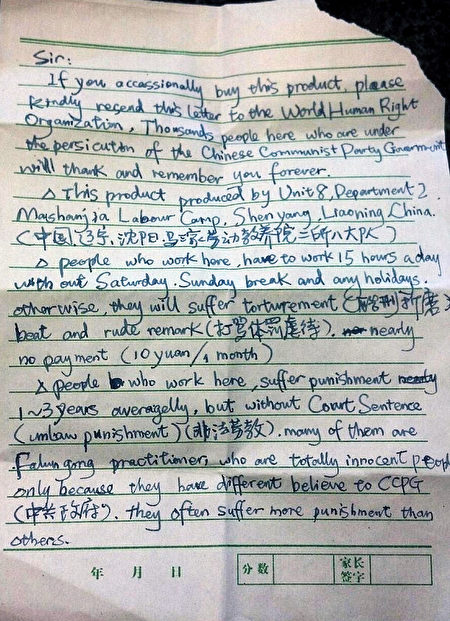 Sir:
If you accassionally buy this product, please
kindly resend this letter to the World Human Right
Organization. Thousands people here who are under
the persicution of the Chinese Communist Party Government
will thank and remember you forever.
△ This product produced by Unit 8, Department 2,
Mashanjia Labour Camp, Shen yang, Liaoning, China.
(中国,辽宁,沈阳马三家劳动教养院二所八大队)
△ people who work here, have to work 15 hours a day
with out Saturday, Sunday break and any holidays,
otherwise, they will suffer torturement (酷刑折磨),
beat and rude remark (打骂体罚虐待). nearly
no payment (10 yuan/1 month)
△ people who work here, suffer punishment
1~3 years averagelly, but without Court Sentence
(unlaw punishment) (非法劳教). many of them are
Falun gong practitioner, who are totally innocent people
only because they have different believe to CCPG
(中共政府). they often suffer more punishment than
others.
年 月 日 分数 家长签字